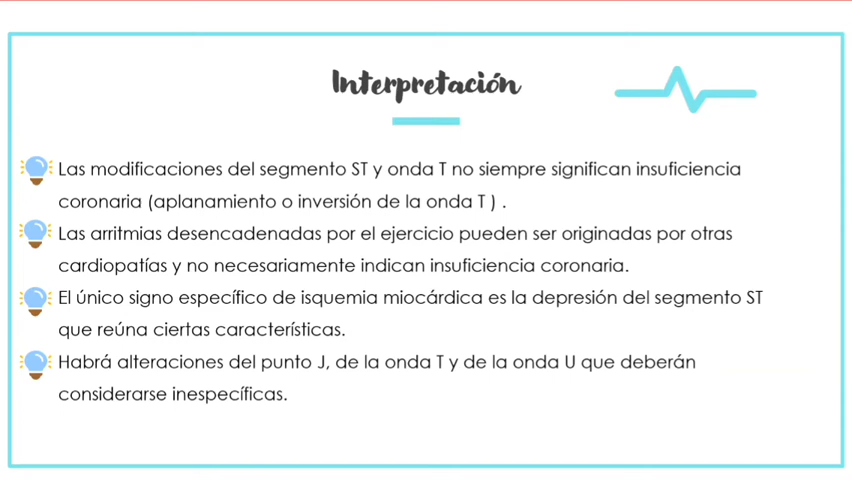 Interpretación
Las modificaciones del segmento ST y onda T no siempre significan insuficiencia
coronaria (aplanamiento o inversión de la onda T ) .
Las arritmias desencadenadas por el ejercicio pueden ser originadas por otras
cardiopatías y no necesariamente indican insuficiencia coronaria.
El único signo específico de isquemia miocárdica es la depresión del segmento ST
que reúna ciertas características.
Habrá alteraciones del punto J, de la onda T y de la onda U que deberán
considerarse inespecíficas.